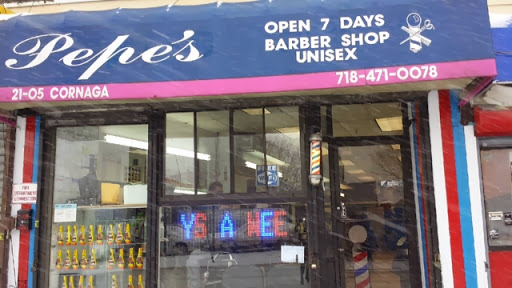 Pepe's
OPEN 7 DAYS
BARBER SHOP
UNISEX
21-05 CORNAGA
718-471-0078